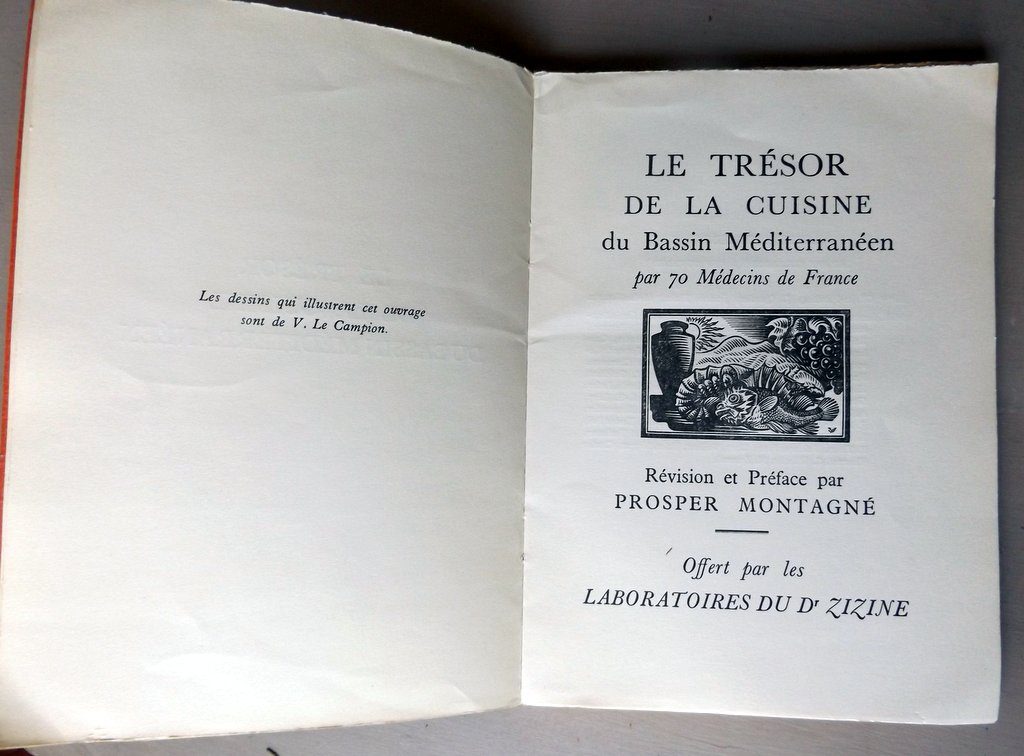 Les dessins qui illustrent cet ouvrage
sont de V. Le Campion.
LE TRÉSOR
DE LA CUISINE
du Bassin Méditerranéen
par 70 Médecins de France
Révision et Préface par
PROSPER MONTAGNÉ
Offert par les
LABORATOIRES DU Dr ZIZINE